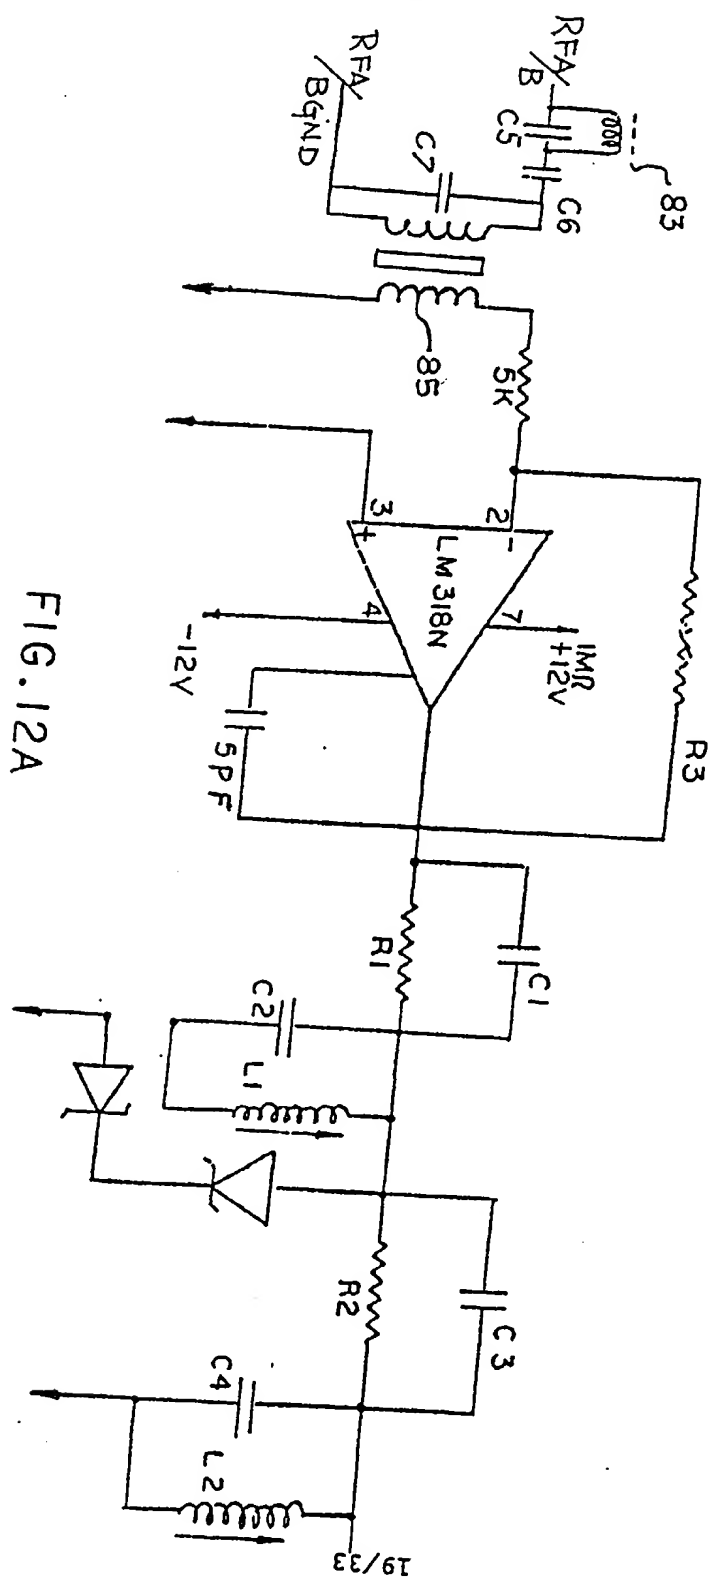 RFA/
B
C5
C6
83
RFA/
BGND
C7
85
5K
R3
2
-
3
+
LM318N
7
1MR
+12V
4
-12V
5PF
C1
R1
C2
L1
C3
R2
C4
L2
FIG.12A
19/33